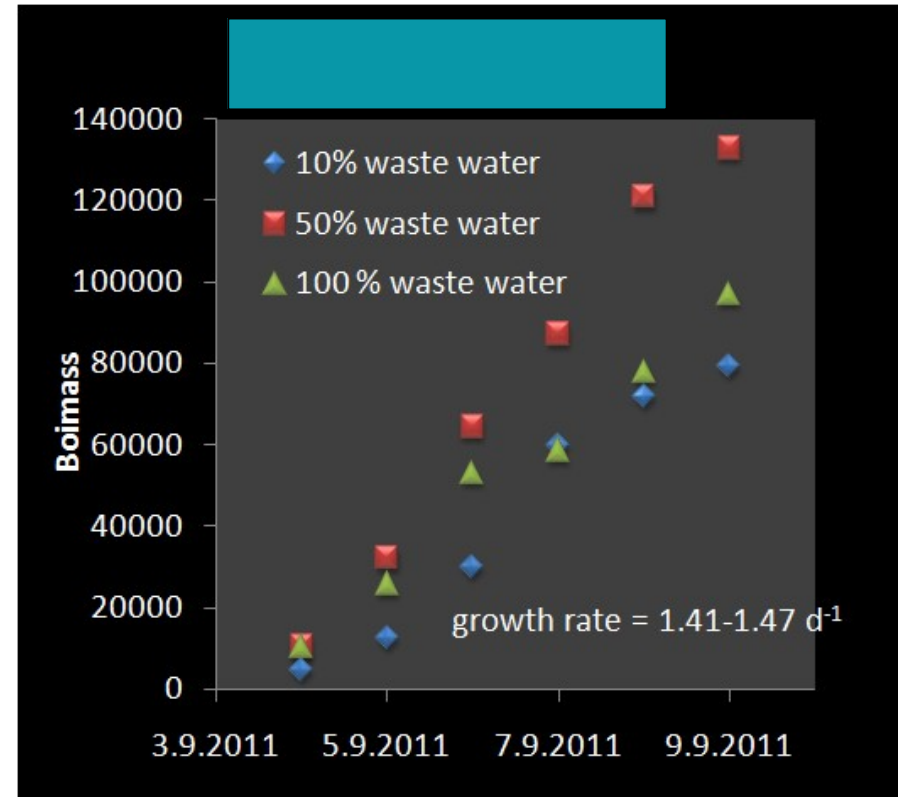 140000
120000
100000
80000
60000
40000
20000
0
Boimass
10% waste water
50% waste water
100 % waste water
growth rate = 1.41-1.47 d⁻¹
3.9.2011 5.9.2011 7.9.2011 9.9.2011